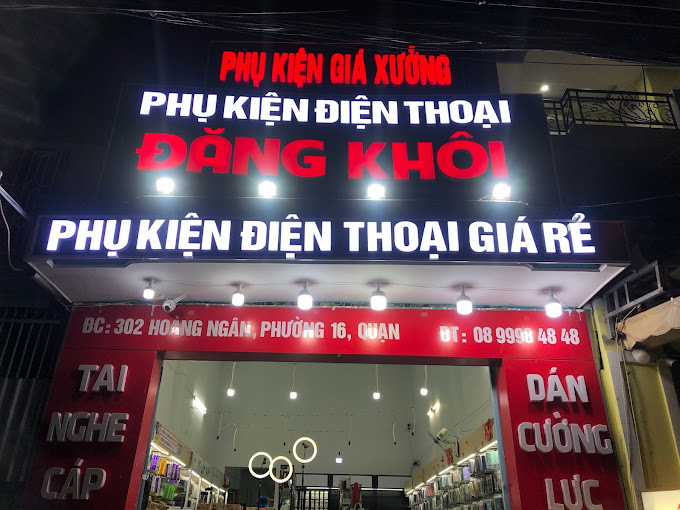 PHỤ KIỆN GIÁ XƯỞNG
PHỤ KIỆN ĐIỆN THOẠI
ĐĂNG KHÔI
PHỤ KIỆN ĐIỆN THOẠI GIÁ RẺ
ĐC: 302 HOÀNG NGÂN, PHƯỜNG 16, QUẬN ĐT: 08 9998 48 48
TAI
NGHE
CÁP
DÁN
CƯỜNG
LỰC